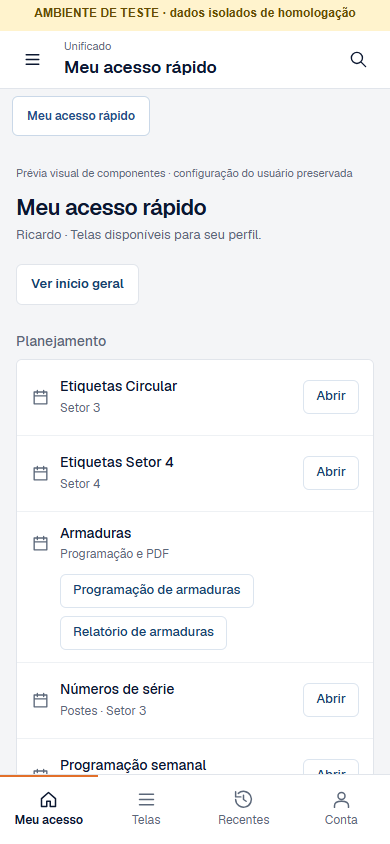 AMBIENTE DE TESTE · dados isolados de homologação
Unificado
Meu acesso rápido
Meu acesso rápido
Prévia visual de componentes · configuração do usuário preservada
Meu acesso rápido
Ricardo · Telas disponíveis para seu perfil.
Ver início geral
Planejamento
Etiquetas Circular
Setor 3
Abrir
Etiquetas Setor 4
Setor 4
Abrir
Armaduras
Programação e PDF
Programação de armaduras
Relatório de armaduras
Números de série
Postes · Setor 3
Abrir
Programação semanal
Abrir
Meu acesso
Telas
Recentes
Conta